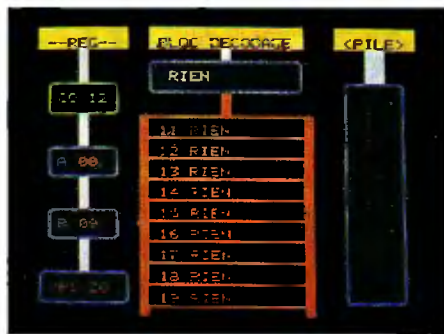 --REG--
BLOC DECODAGE
<PILE>
RIEN
CO 12
A 00
B 00
11 RIEN
12 RIEN
13 RIEN
14 RIEN
15 RIEN
16 RIEN
17 RIEN
18 RIEN
19 RIEN